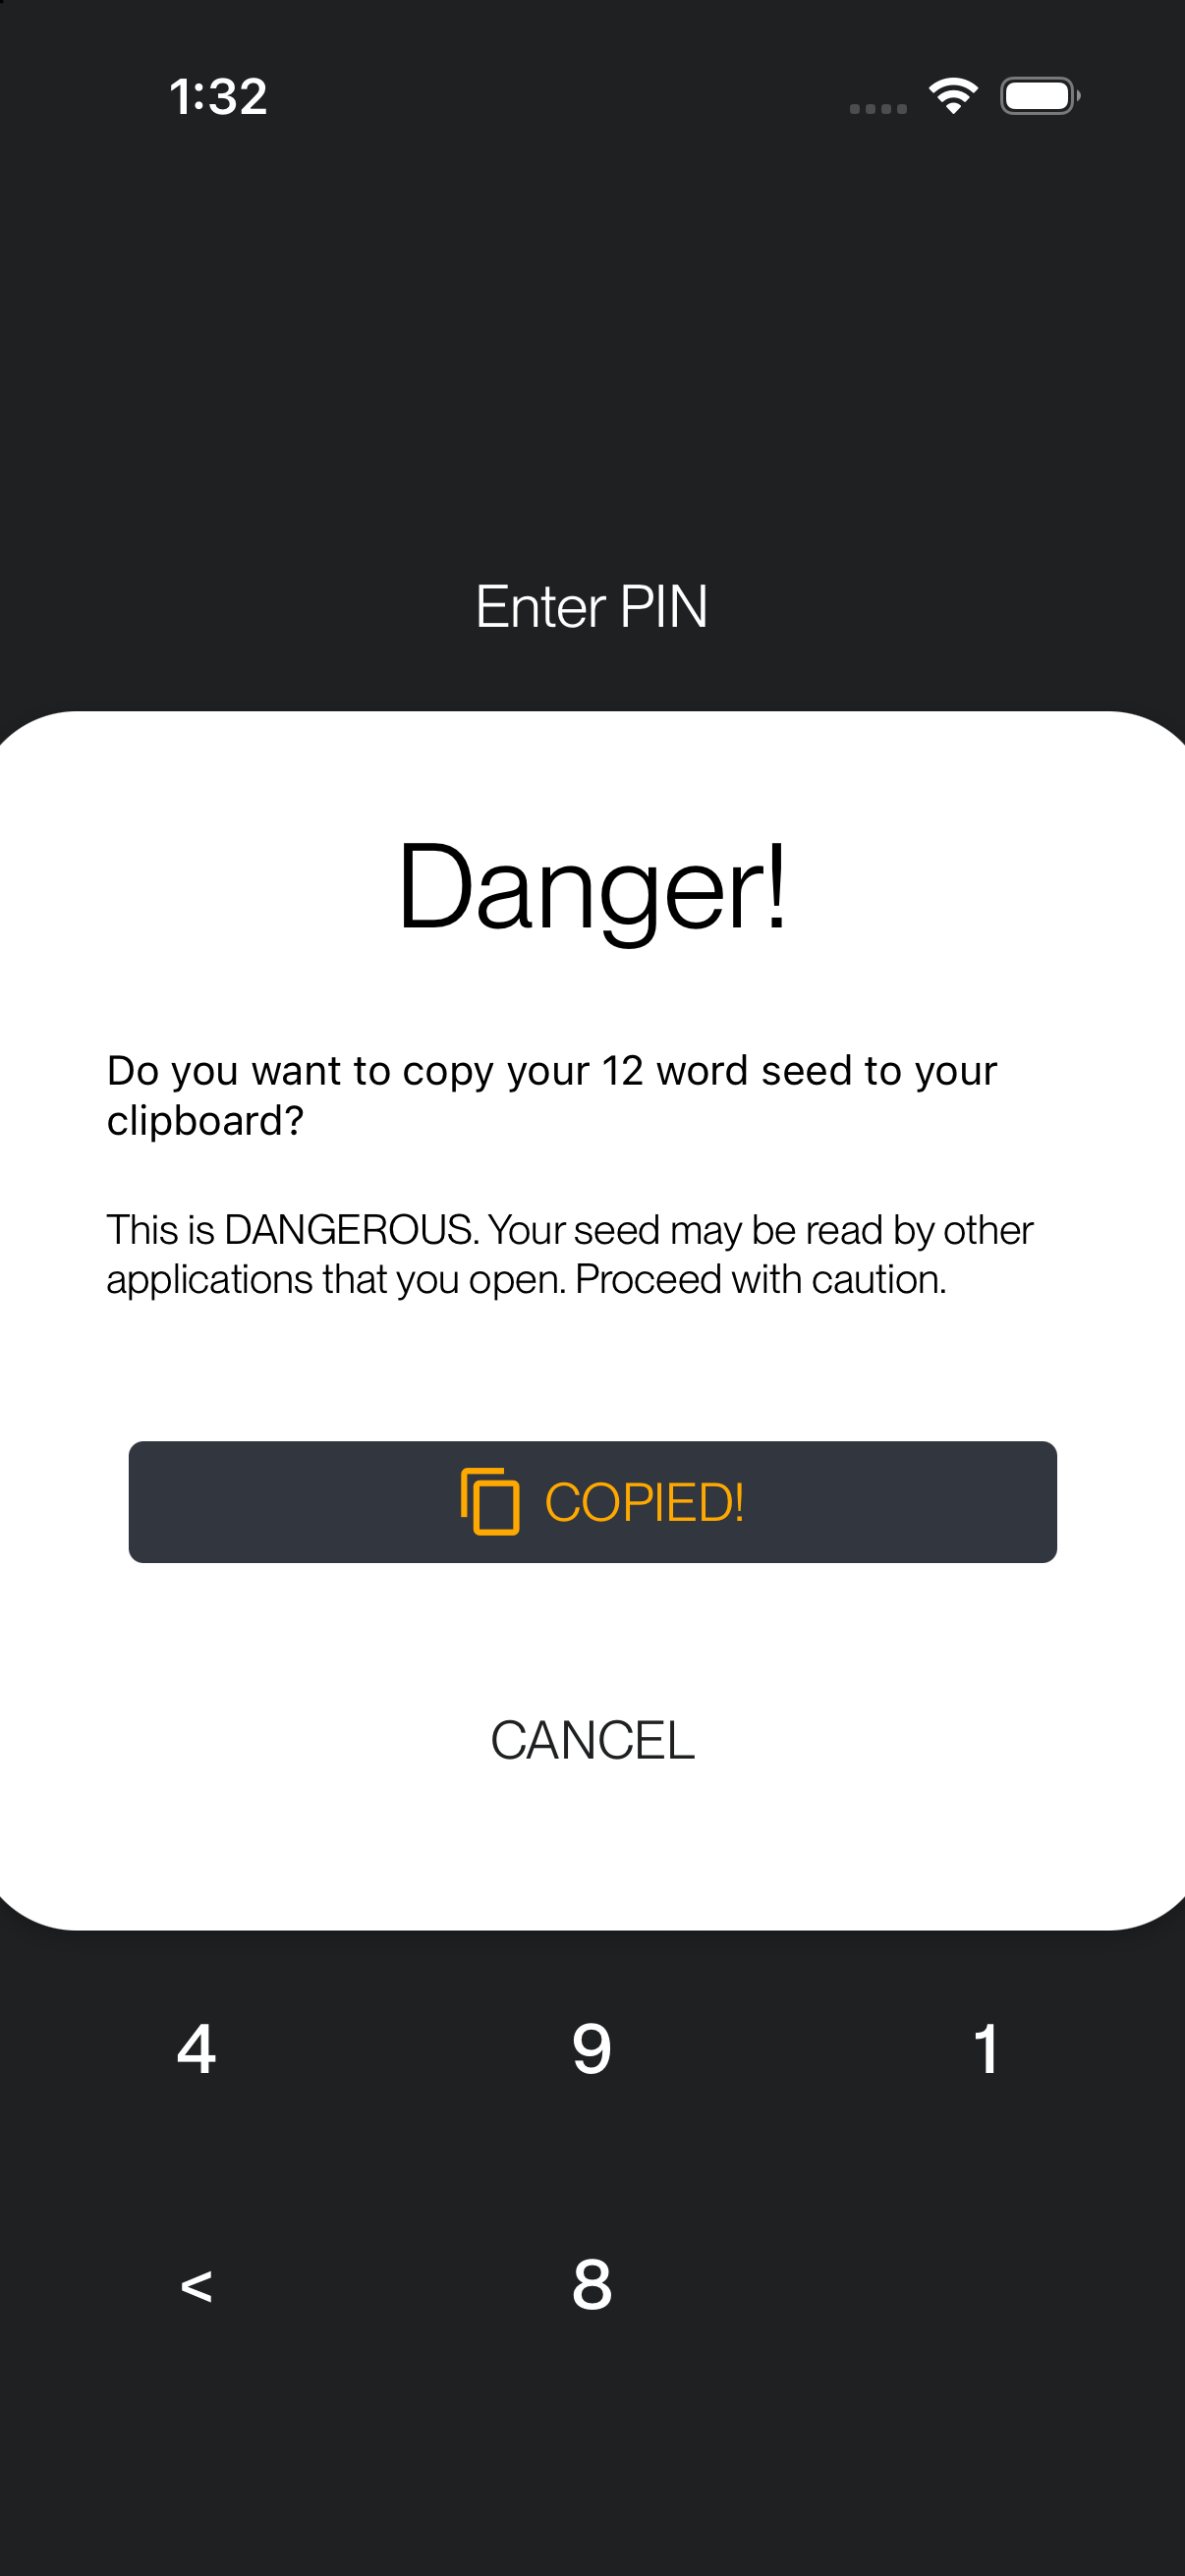 1:32
Enter PIN
Danger!
Do you want to copy your 12 word seed to your
clipboard?
This is DANGEROUS. Your seed may be read by other
applications that you open. Proceed with caution.
COPIED!
CANCEL
4 9 1
< 8